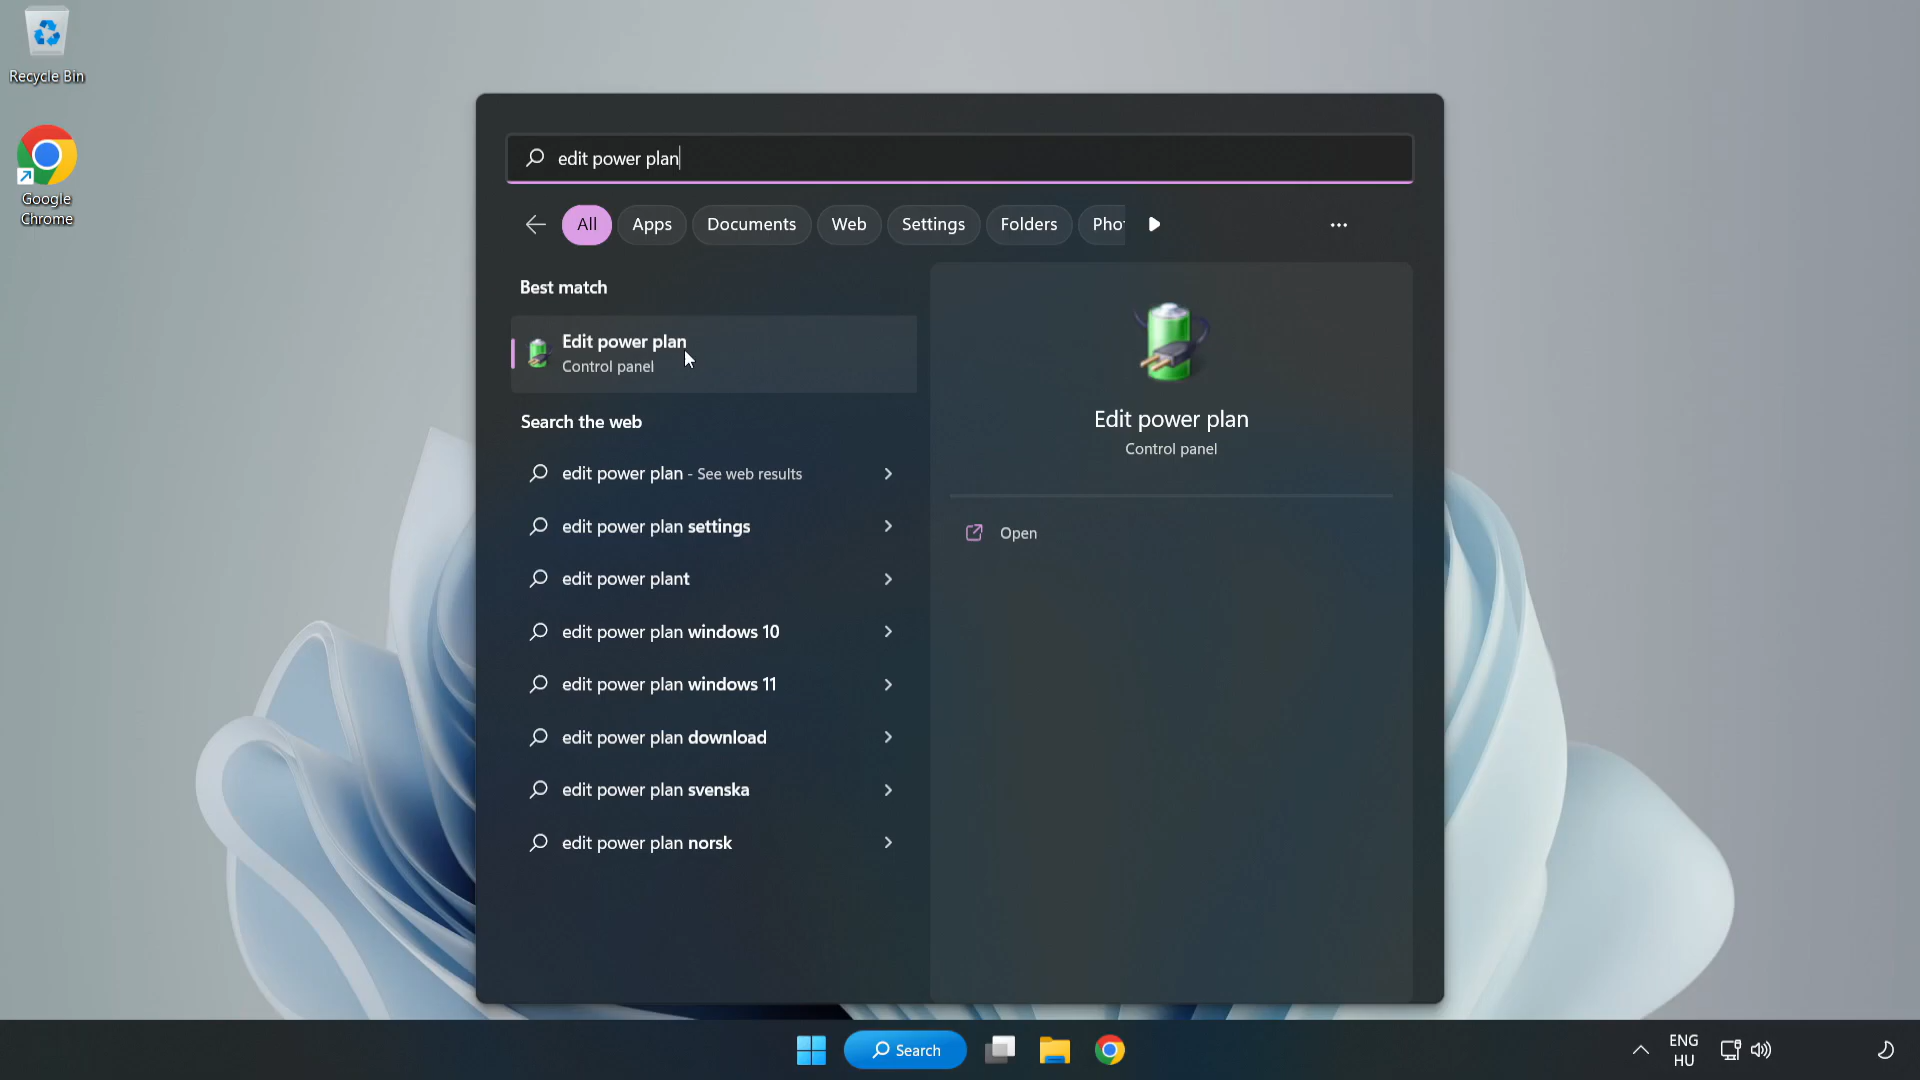 Recycle Bin
Google
Chrome
edit power plan
All
Apps
Documents
Web
Settings
Folders
Pho
Best match
Edit power plan
Control panel
Search the web
edit power plan - See web results
edit power plan settings
edit power plant
edit power plan windows 10
edit power plan windows 11
edit power plan download
edit power plan svenska
edit power plan norsk
Edit power plan
Control panel
Open
Search
ENG
HU